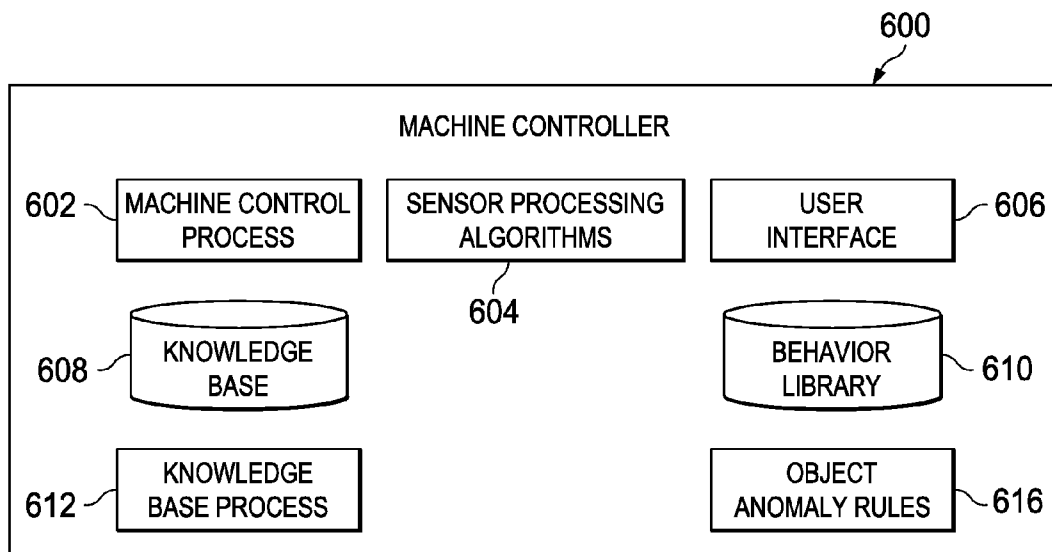 600
MACHINE CONTROLLER
602
MACHINE CONTROL
PROCESS
SENSOR PROCESSING
ALGORITHMS
604
USER
INTERFACE
606
608
KNOWLEDGE
BASE
BEHAVIOR
LIBRARY
610
612
KNOWLEDGE
BASE PROCESS
OBJECT
ANOMALY RULES
616